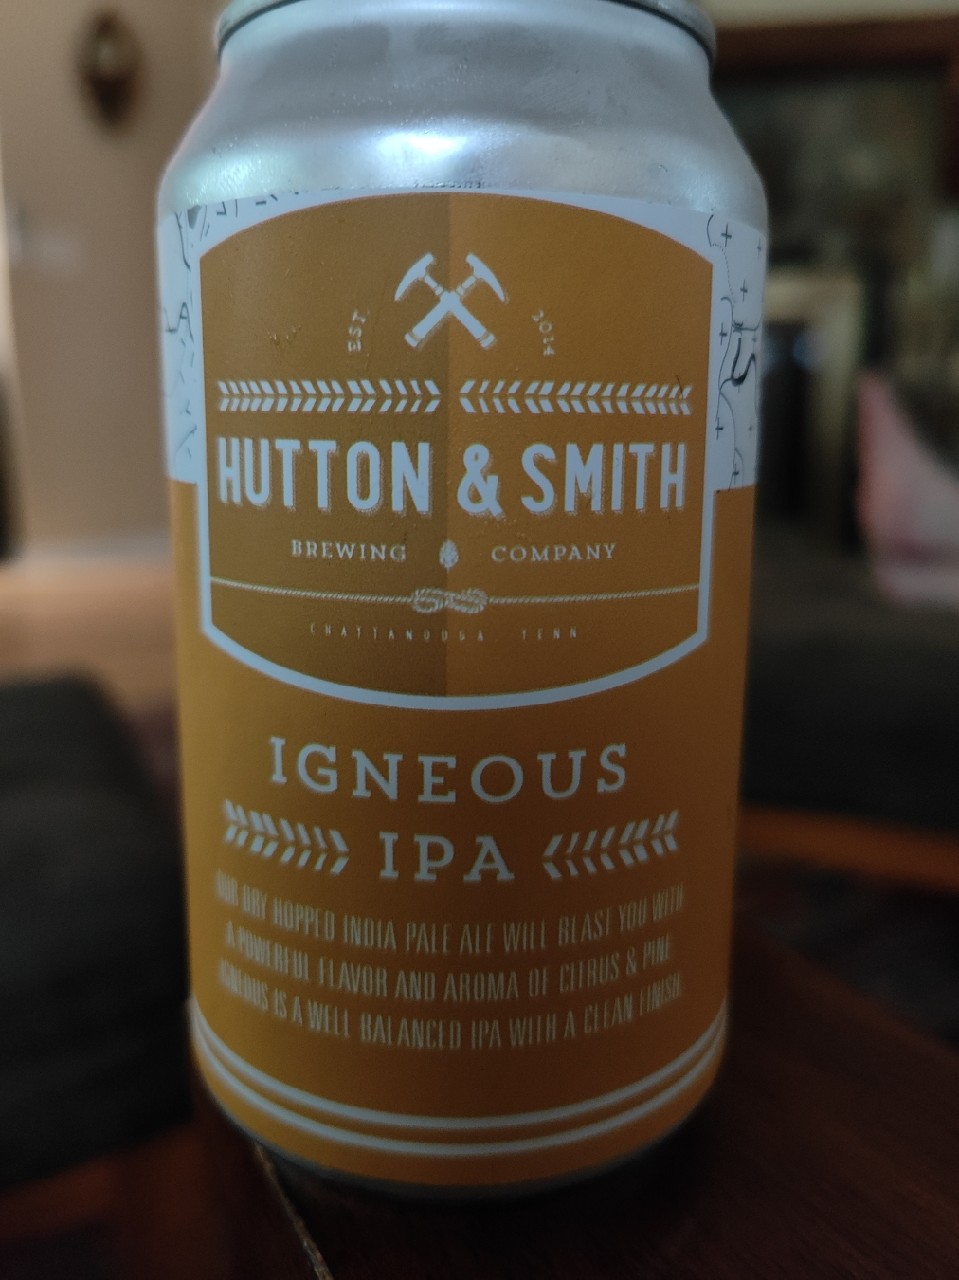 EST. 2014
HUTTON & SMITH
BREWING COMPANY
CHATTANOOGA TENN
IGNEOUS
IPA
OUR DRY HOPPED INDIA PALE ALE WILL BLAST YOU WITH
A POWERFUL FLAVOR AND AROMA OF CITRUS & PINE.
IGNEOUS IS A WELL BALANCED IPA WITH A CLEAN FINISH.